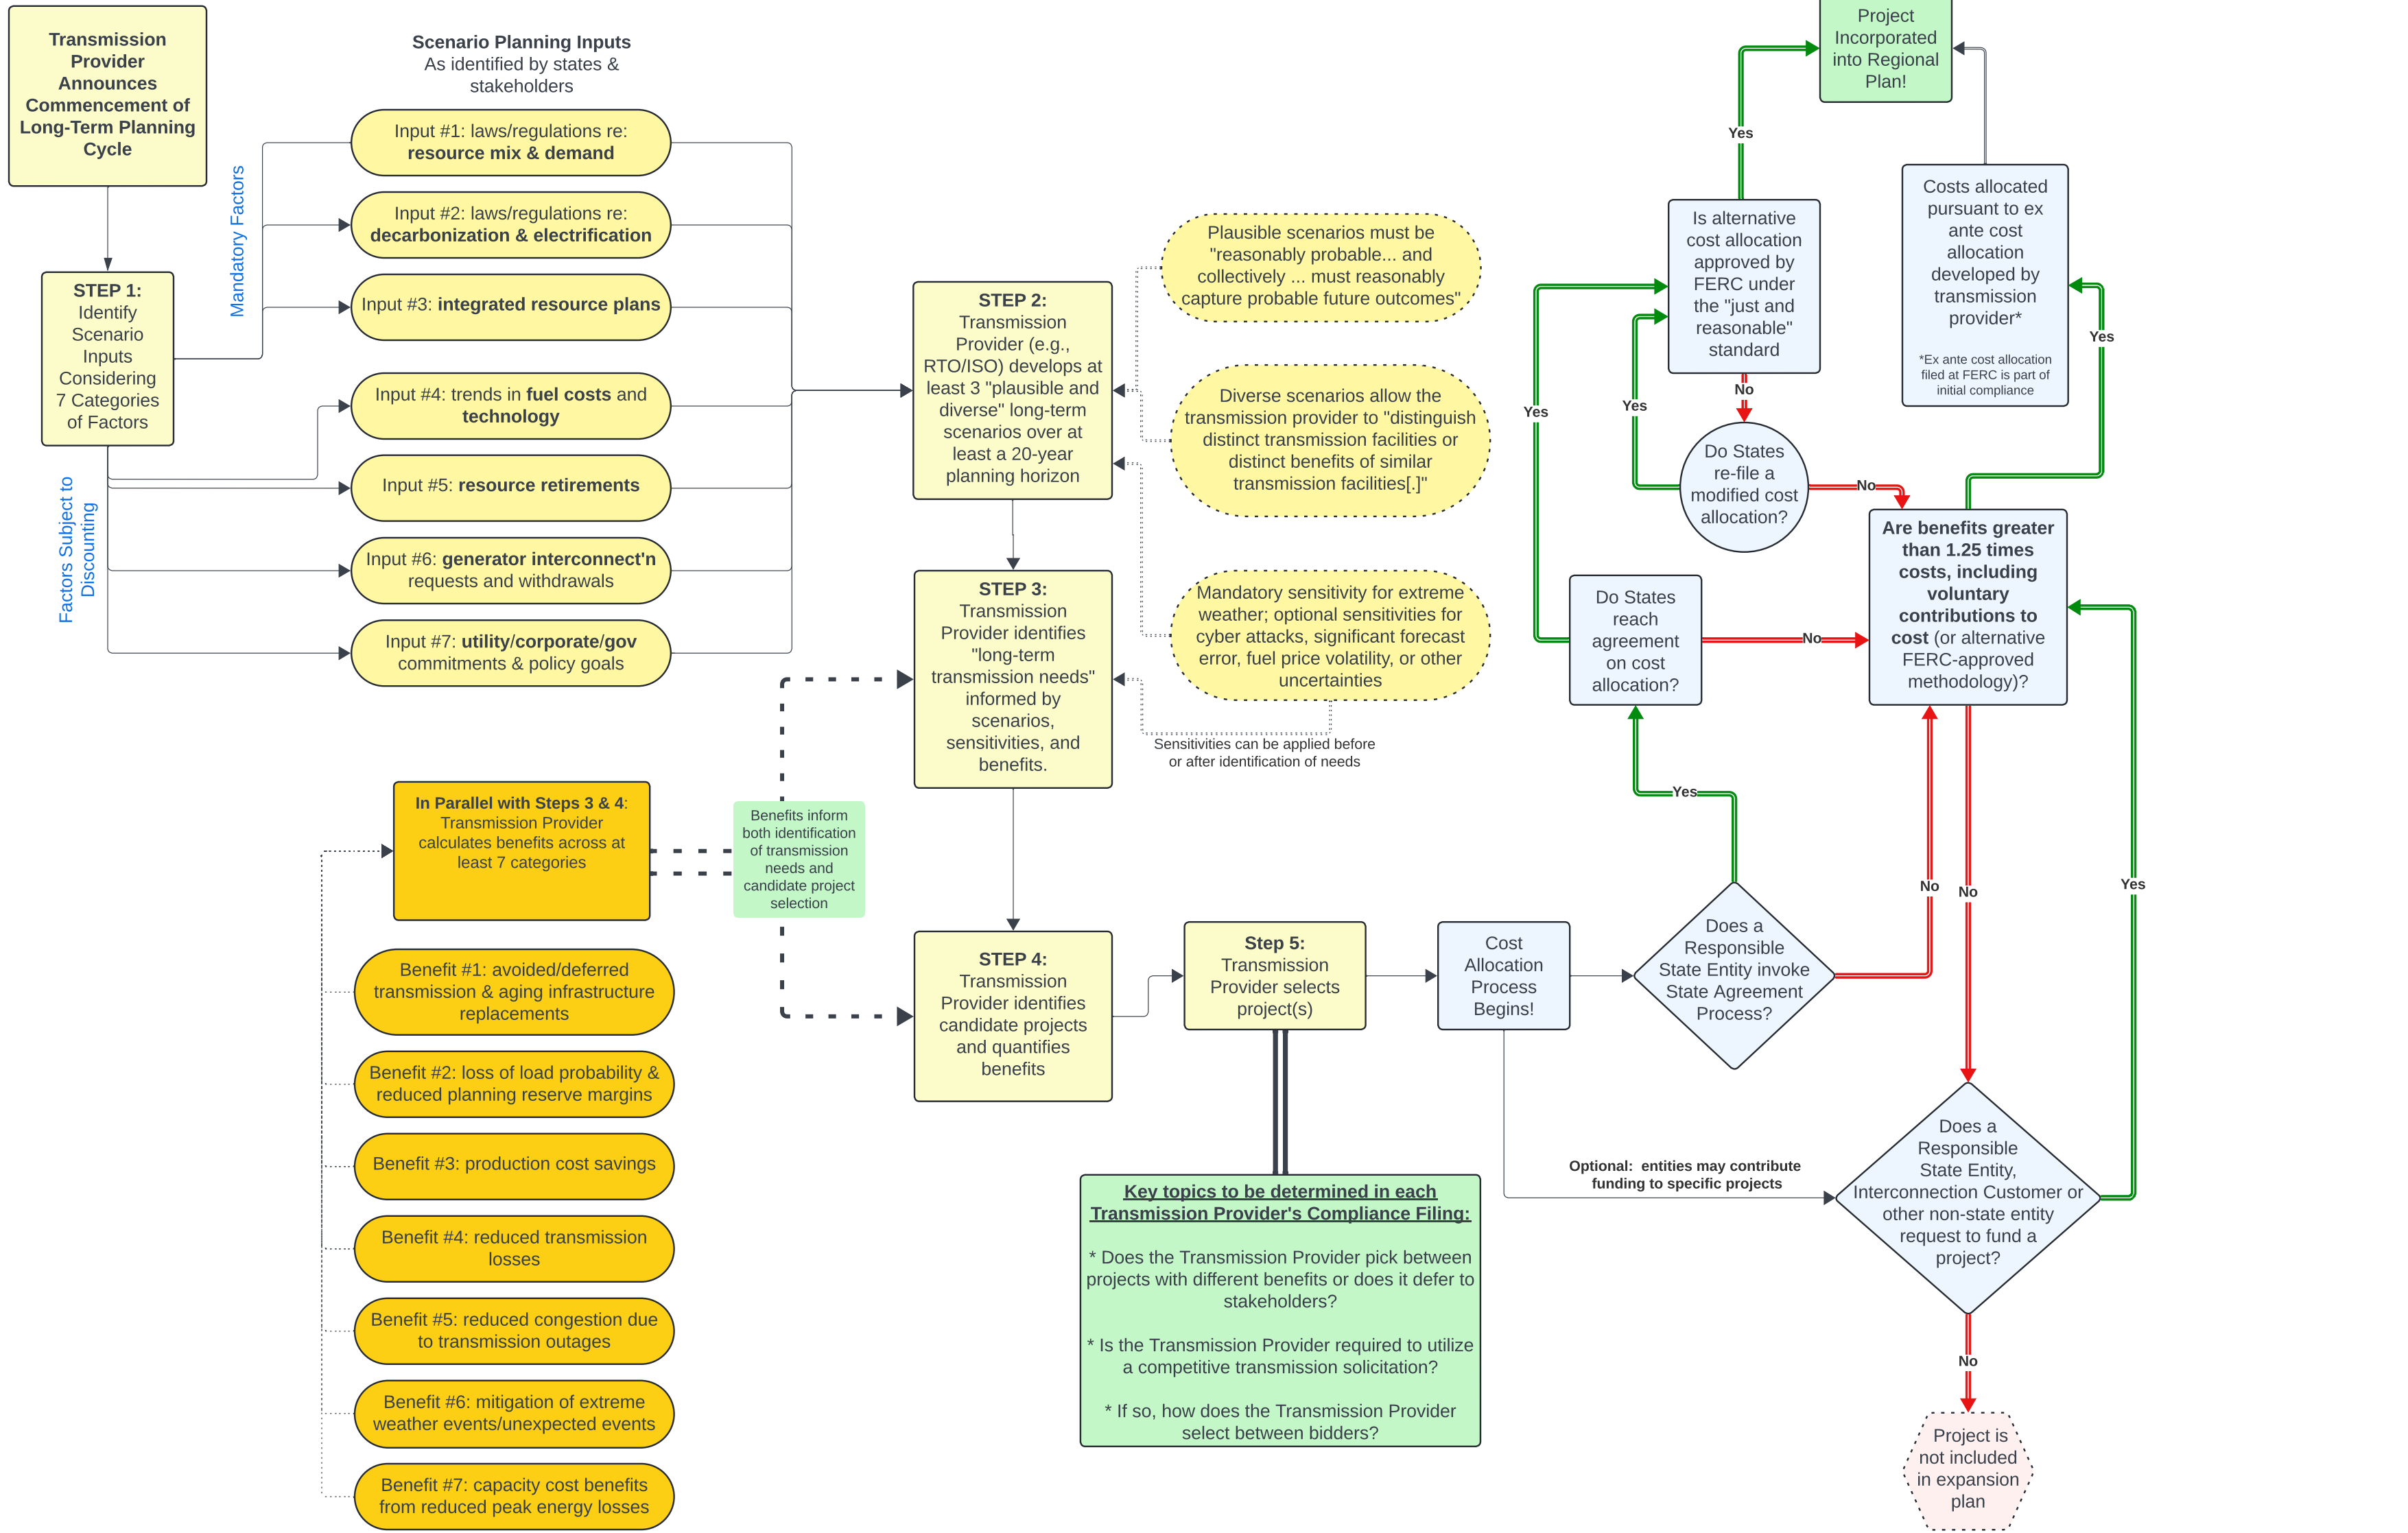 Transmission
Provider
Announces
Commencement of
Long-Term Planning
Cycle
STEP 1:
Identify
Scenario
Inputs
Considering
7 Categories
of Factors
Mandatory Factors
Factors Subject to
Discounting
Scenario Planning Inputs
As identified by states &
stakeholders
Input #1: laws/regulations re:
resource mix & demand
Input #2: laws/regulations re:
decarbonization & electrification
Input #3: integrated resource plans
Input #4: trends in fuel costs and
technology
Input #5: resource retirements
Input #6: generator interconnect'n
requests and withdrawals
Input #7: utility/corporate/gov
commitments & policy goals
In Parallel with Steps 3 & 4:
Transmission Provider
calculates benefits across at
least 7 categories
Benefit #1: avoided/deferred
transmission & aging infrastructure
replacements
Benefit #2: loss of load probability &
reduced planning reserve margins
Benefit #3: production cost savings
Benefit #4: reduced transmission
losses
Benefit #5: reduced congestion due
to transmission outages
Benefit #6: mitigation of extreme
weather events/unexpected events
Benefit #7: capacity cost benefits
from reduced peak energy losses
Benefits inform
both identification
of transmission
needs and
candidate project
selection
STEP 2:
Transmission
Provider (e.g.,
RTO/ISO) develops at
least 3 "plausible and
diverse" long-term
scenarios over at
least a 20-year
planning horizon
STEP 3:
Transmission
Provider identifies
"long-term
transmission needs"
informed by
scenarios,
sensitivities, and
benefits.
STEP 4:
Transmission
Provider identifies
candidate projects
and quantifies
benefits
Plausible scenarios must be
"reasonably probable... and
collectively ... must reasonably
capture probable future outcomes"
Diverse scenarios allow the
transmission provider to "distinguish
distinct transmission facilities or
distinct benefits of similar
transmission facilities[.]"
Mandatory sensitivity for extreme
weather; optional sensitivities for
cyber attacks, significant forecast
error, fuel price volatility, or other
uncertainties
Sensitivities can be applied before
or after identification of needs
Step 5:
Transmission
Provider selects
project(s)
Key topics to be determined in each
Transmission Provider's Compliance Filing:
* Does the Transmission Provider pick between
projects with different benefits or does it defer to
stakeholders?
* Is the Transmission Provider required to utilize
a competitive transmission solicitation?
* If so, how does the Transmission Provider
select between bidders?
Cost
Allocation
Process
Begins!
Does a
Responsible
State Entity invoke
State Agreement
Process?
Yes
No
Do States
reach
agreement
on cost
allocation?
Yes
No
Is alternative
cost allocation
approved by
FERC under
the "just and
reasonable"
standard
Yes
No
Do States
re-file a
modified cost
allocation?
Yes
No
Project
Incorporated
into Regional
Plan!
Costs allocated
pursuant to ex
ante cost
allocation
developed by
transmission
provider*
*Ex ante cost allocation
filed at FERC is part of
initial compliance
Yes
Are benefits greater
than 1.25 times
costs, including
voluntary
contributions to
cost (or alternative
FERC-approved
methodology)?
No
Yes
Optional: entities may contribute
funding to specific projects
Does a
Responsible
State Entity,
Interconnection Customer or
other non-state entity
request to fund a
project?
No
Project is
not included
in expansion
plan